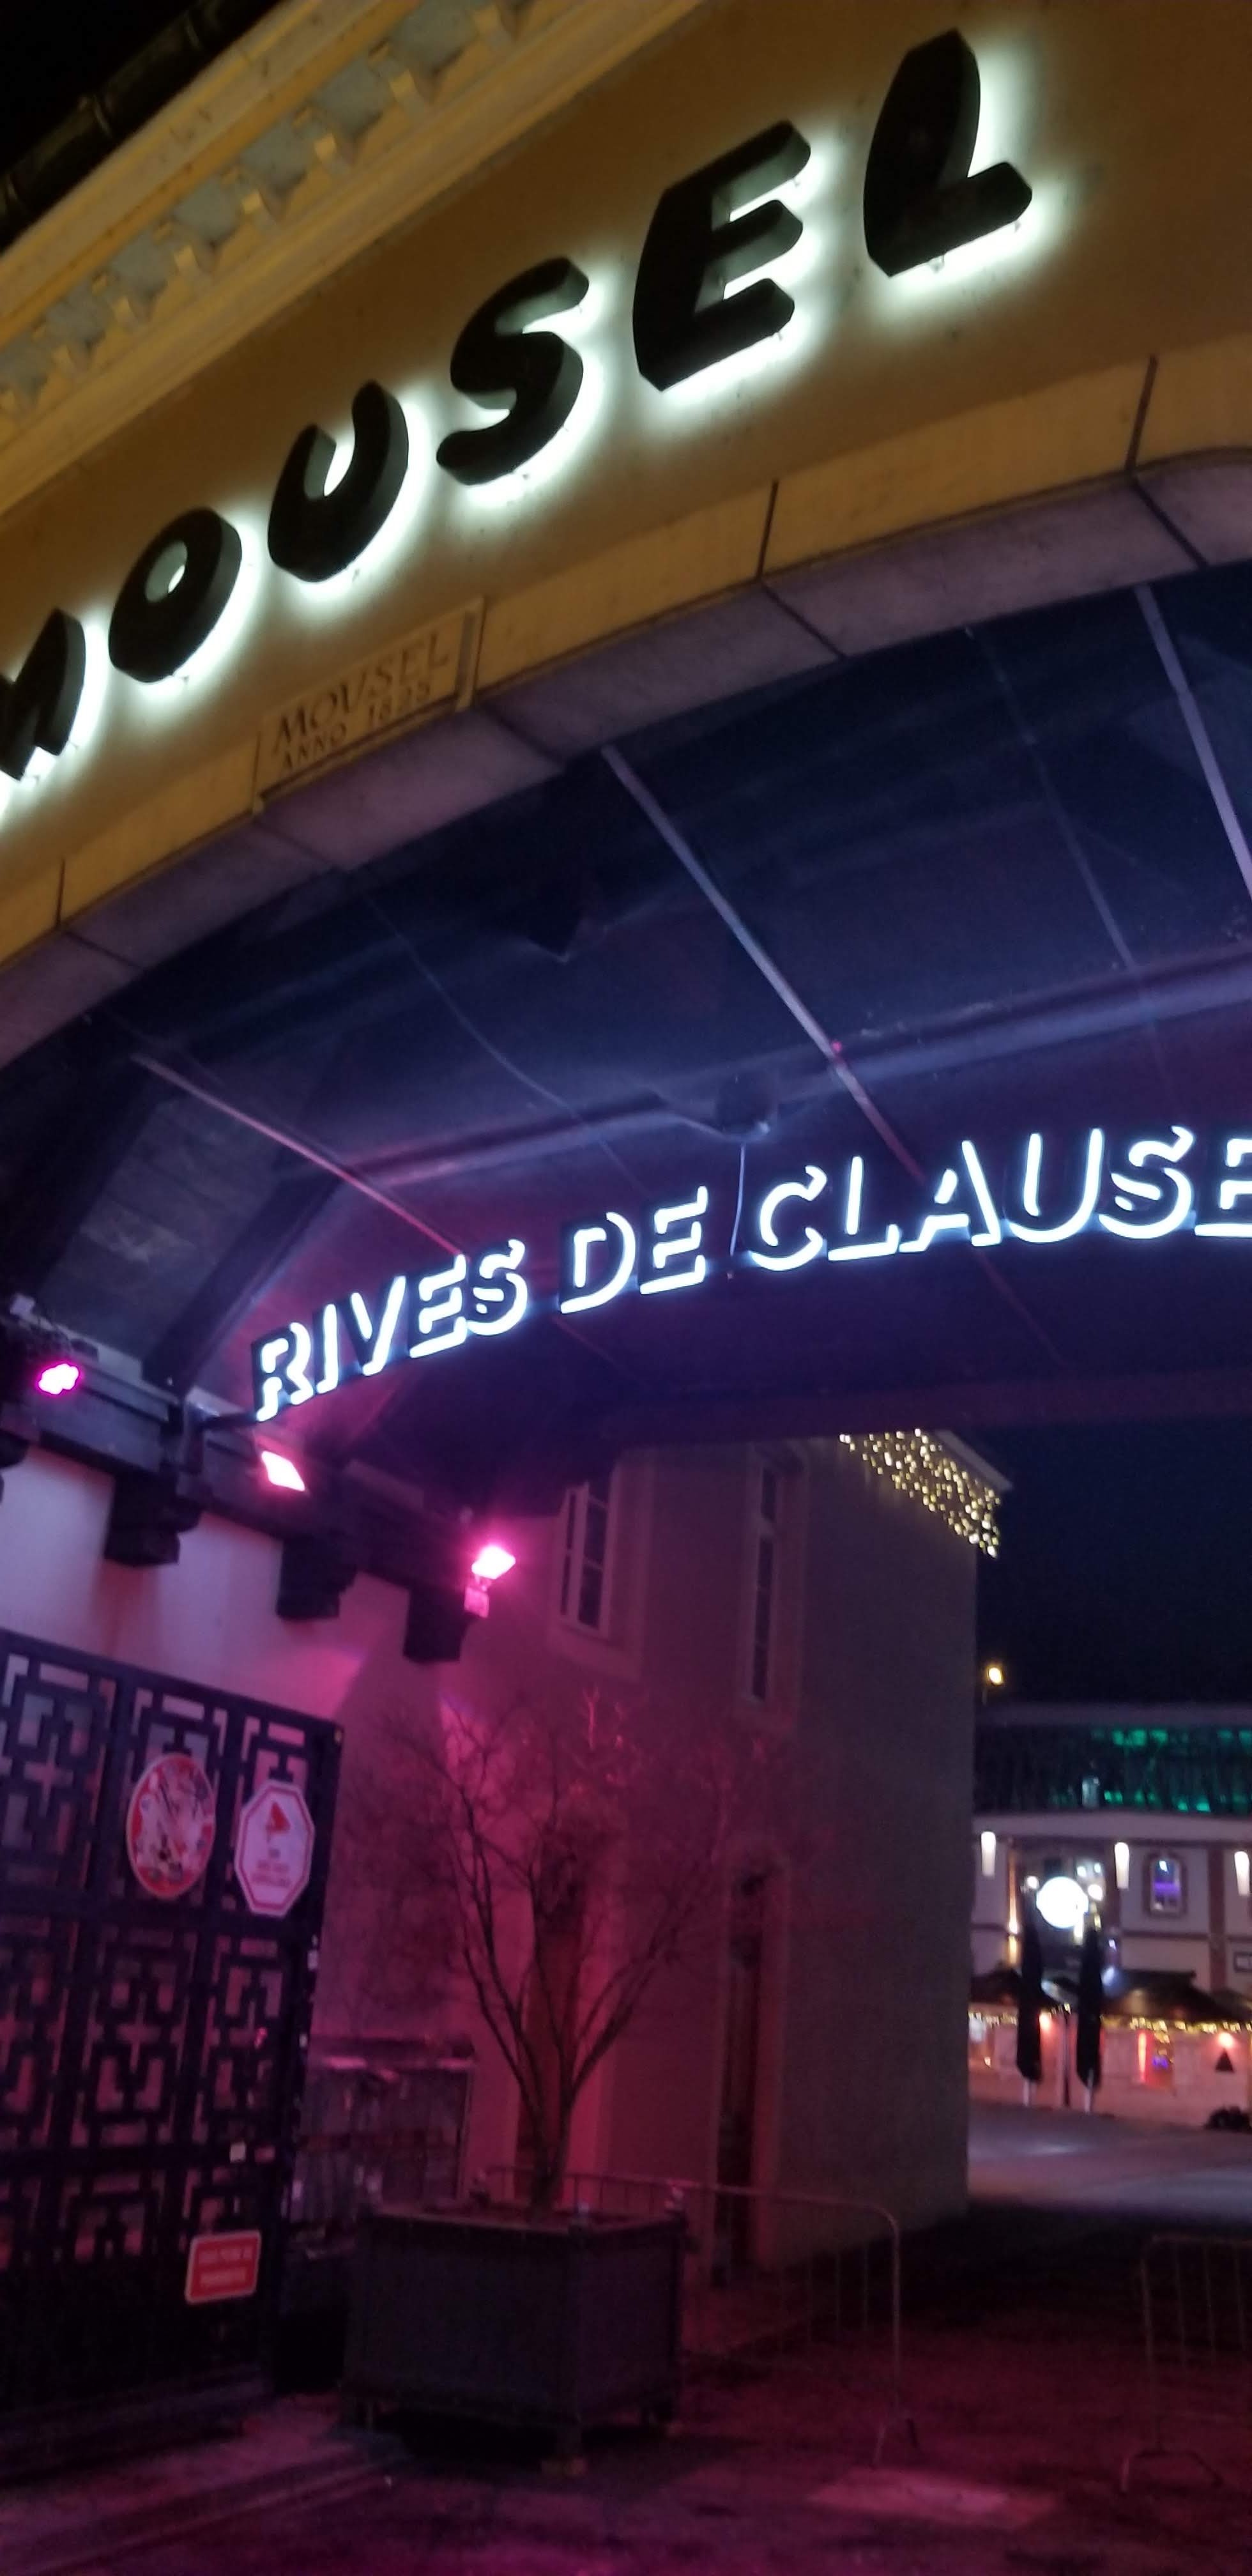 MOUSEL
MOVSEL
ANNO 1825
RIVES DE CLAUSE